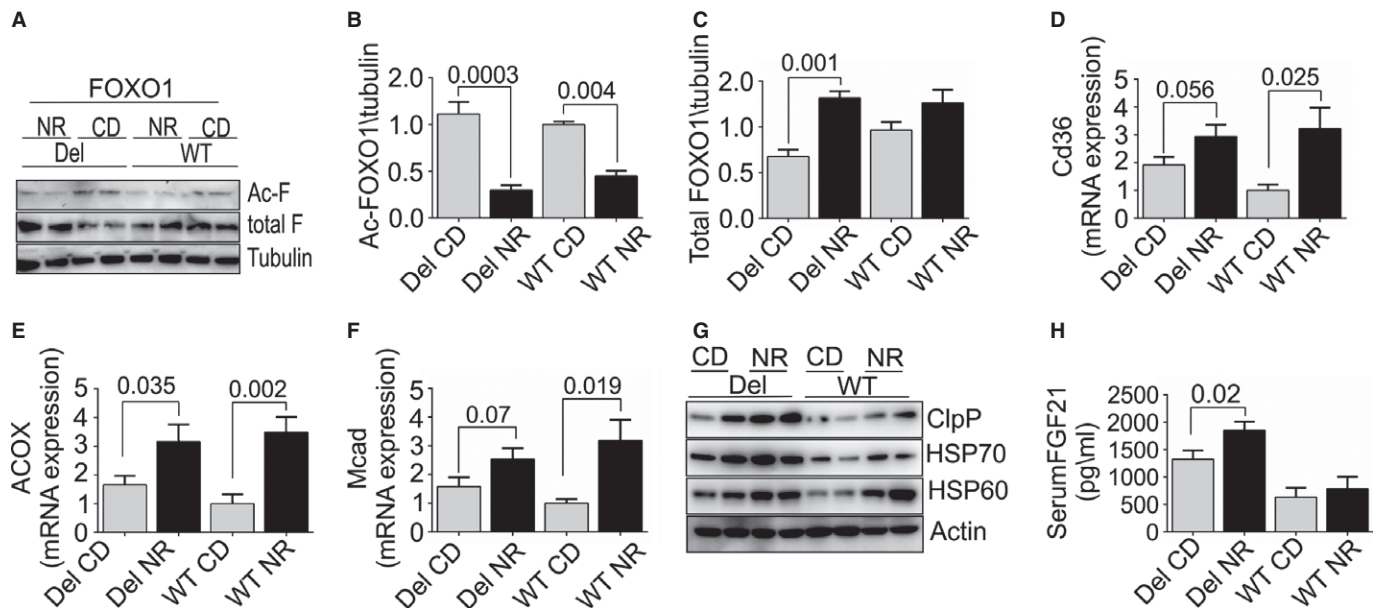 A
FOXO1
NR CD NR CD
Del WT
Ac-F
total F
Tubulin
B
Ac-FOXO1\tubulin
2.0
1.0
0.5
0.0
0.0003
0.004
Del CD
Del NR
WT CD
WT NR
C
Total FOXO1\tubulin
2.0
1.0
0.5
0.0
0.001
Del CD
Del NR
WT CD
WT NR
D
Cd36
(mRNA expression)
5
4
3
2
1
0
0.056
0.025
Del CD
Del NR
WT CD
WT NR
E
ACOX
(mRNA expression)
5
4
3
2
1
0
0.035
0.002
Del CD
Del NR
WT CD
WT NR
F
Mcad
(mRNA expression)
5
4
3
2
1
0
0.07
0.019
Del CD
Del NR
WT CD
WT NR
G
CD NR CD NR
Del WT
ClpP
HSP70
HSP60
Actin
H
SerumFGF21
(pg\ml)
2500
2000
1500
1000
500
0
0.02
Del CD
Del NR
WT CD
WT NR